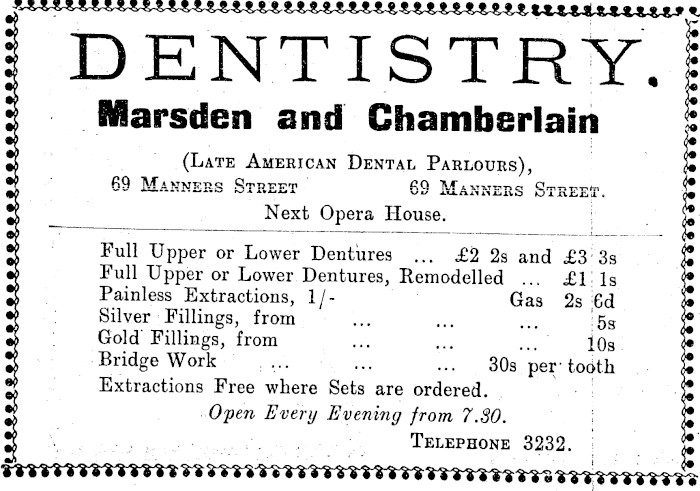 DENTISTRY.
Marsden and Chamberlain
(LATE AMERICAN DENTAL PARLOURS),
69 MANNERS STREET 69 MANNERS STREET.
Next Opera House.
Full Upper or Lower Dentures ... £2 2s and £3 3s
Full Upper or Lower Dentures, Remodelled ... £1 1s
Painless Extractions, 1/- Gas 2s 6d
Silver Fillings, from ... ... ... 5s
Gold Fillings, from ... ... ... 10s
Bridge Work ... ... ... 30s per tooth
Extractions Free where Sets are ordered.
Open Every Evening from 7.30.
TELEPHONE 3232.